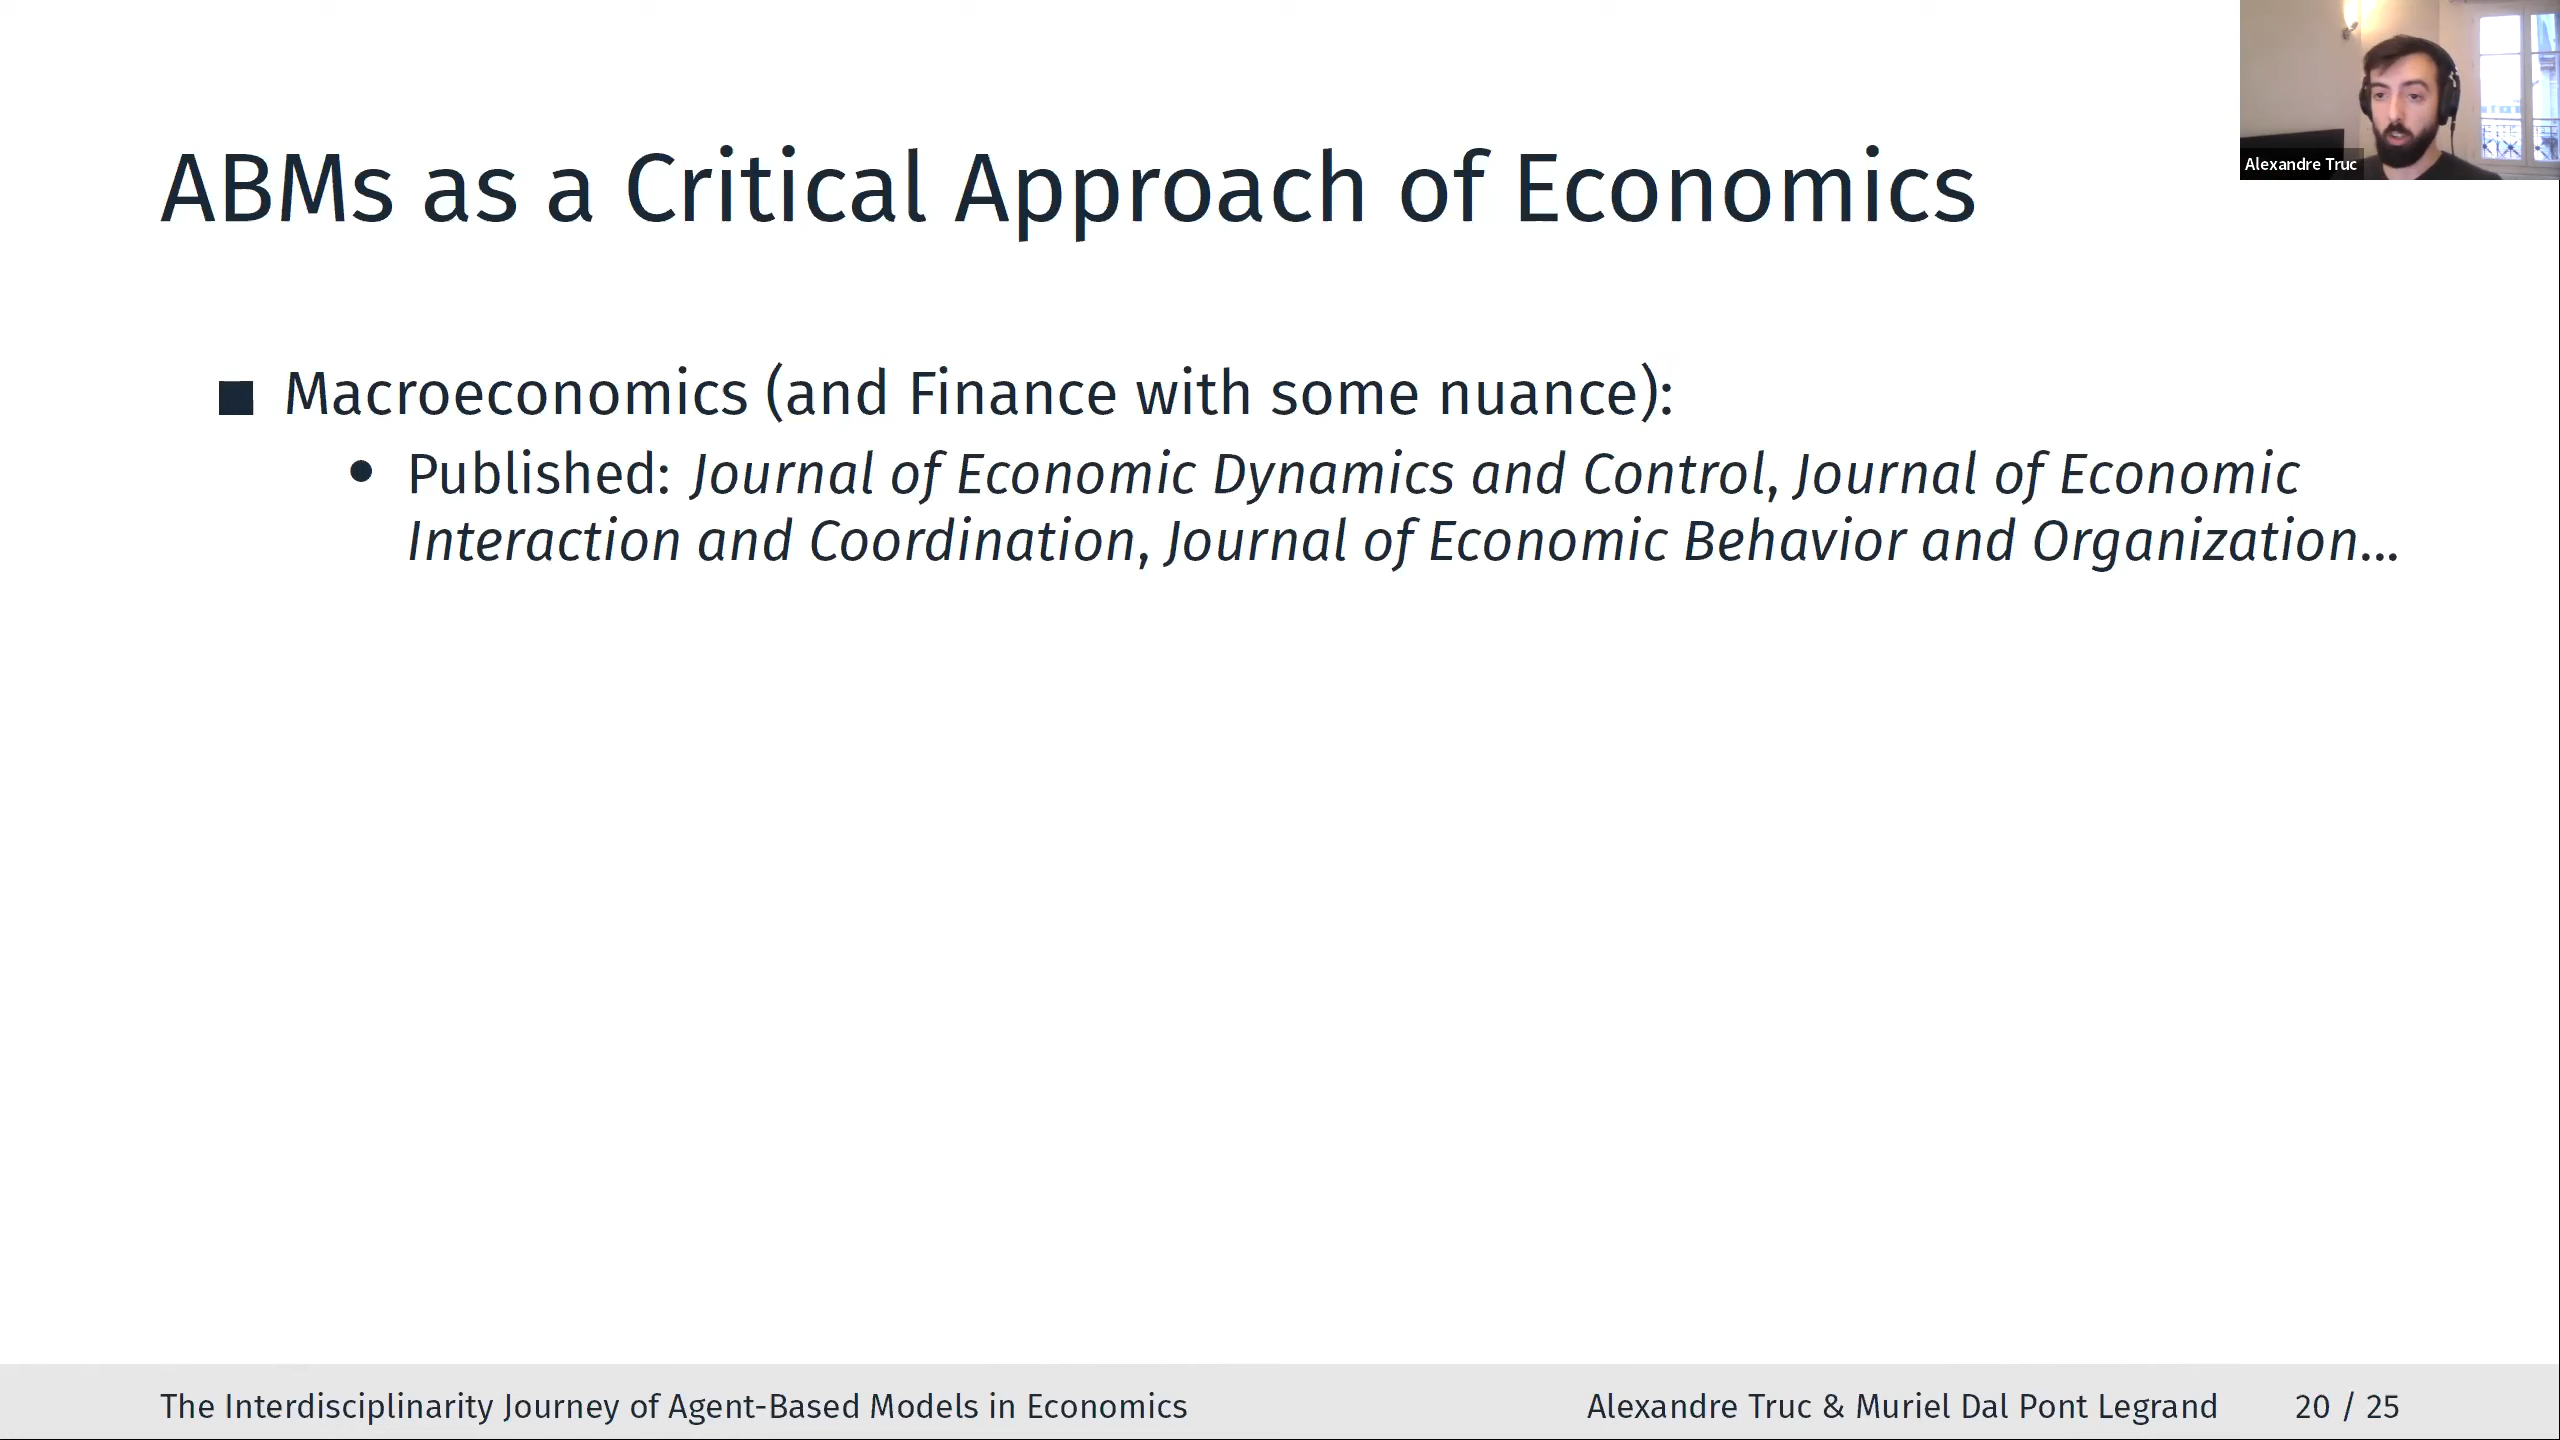 ABMs as a Critical Approach of Economics
Alexandre Truc
■ Macroeconomics (and Finance with some nuance):
• Published: Journal of Economic Dynamics and Control, Journal of Economic
Interaction and Coordination, Journal of Economic Behavior and Organization...
The Interdisciplinarity Journey of Agent-Based Models in Economics
Alexandre Truc & Muriel Dal Pont Legrand
20 / 25